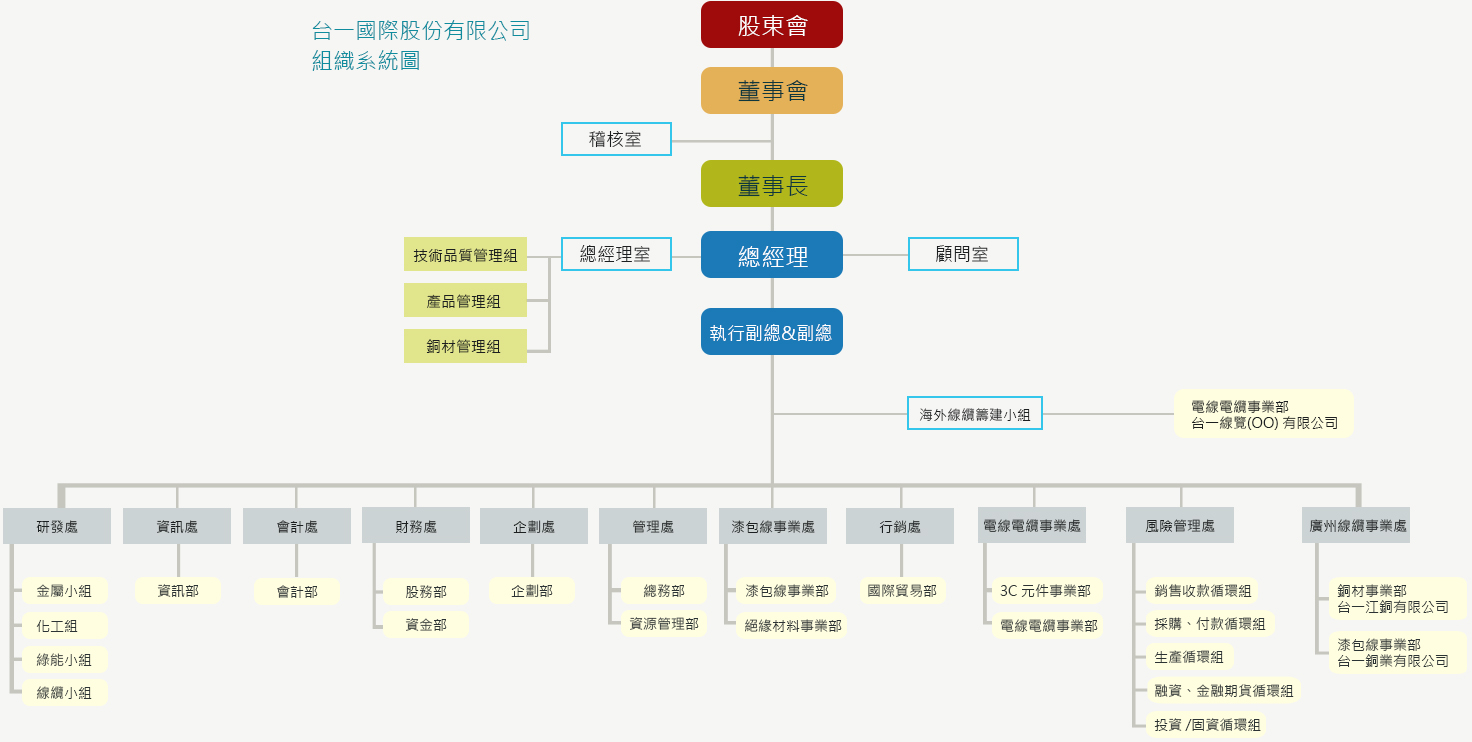 台一國際股份有限公司
組織系統圖
股東會
董事會
稽核室
董事長
技術品質管理組
總經理室
總經理
顧問室
產品管理組
銅材管理組
執行副總&副總
海外線纜籌建小組
電線電纜事業部
台一線覽(OO) 有限公司
研發處
資訊處
會計處
財務處
企劃處
管理處
漆包線事業處
行銷處
電線電纜事業處
風險管理處
廣州線纜事業處
金屬小組
化工組
綠能小組
線纜小組
資訊部
會計部
股務部
資金部
企劃部
總務部
資源管理部
漆包線事業部
絕緣材料事業部
國際貿易部
3C 元件事業部
電線電纜事業部
銷售收款循環組
採購、付款循環組
生產循環組
融資、金融期貨循環組
投資 /固資循環組
銅材事業部
台一江銅有限公司
漆包線事業部
台一銅業有限公司